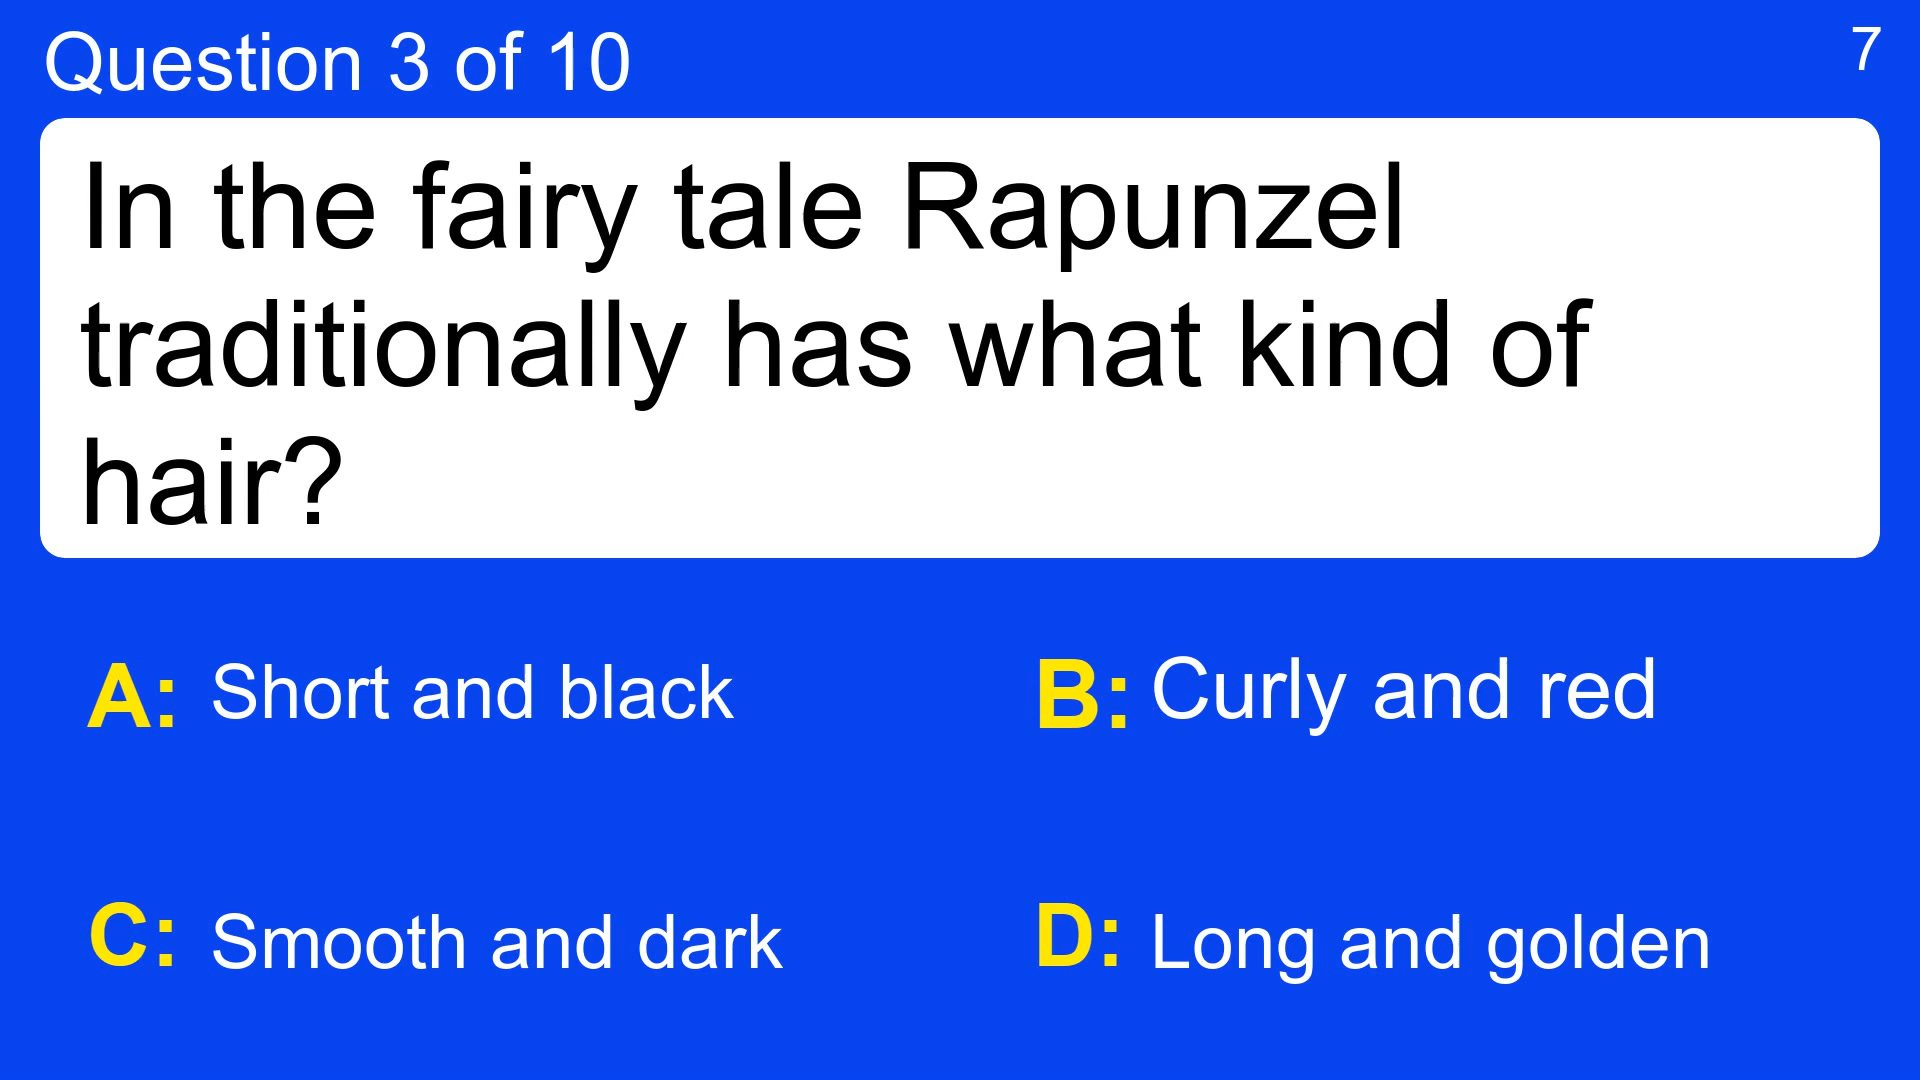 Question 3 of 10
7
In the fairy tale Rapunzel
traditionally has what kind of
hair?
A: Short and black
B: Curly and red
C: Smooth and dark
D: Long and golden